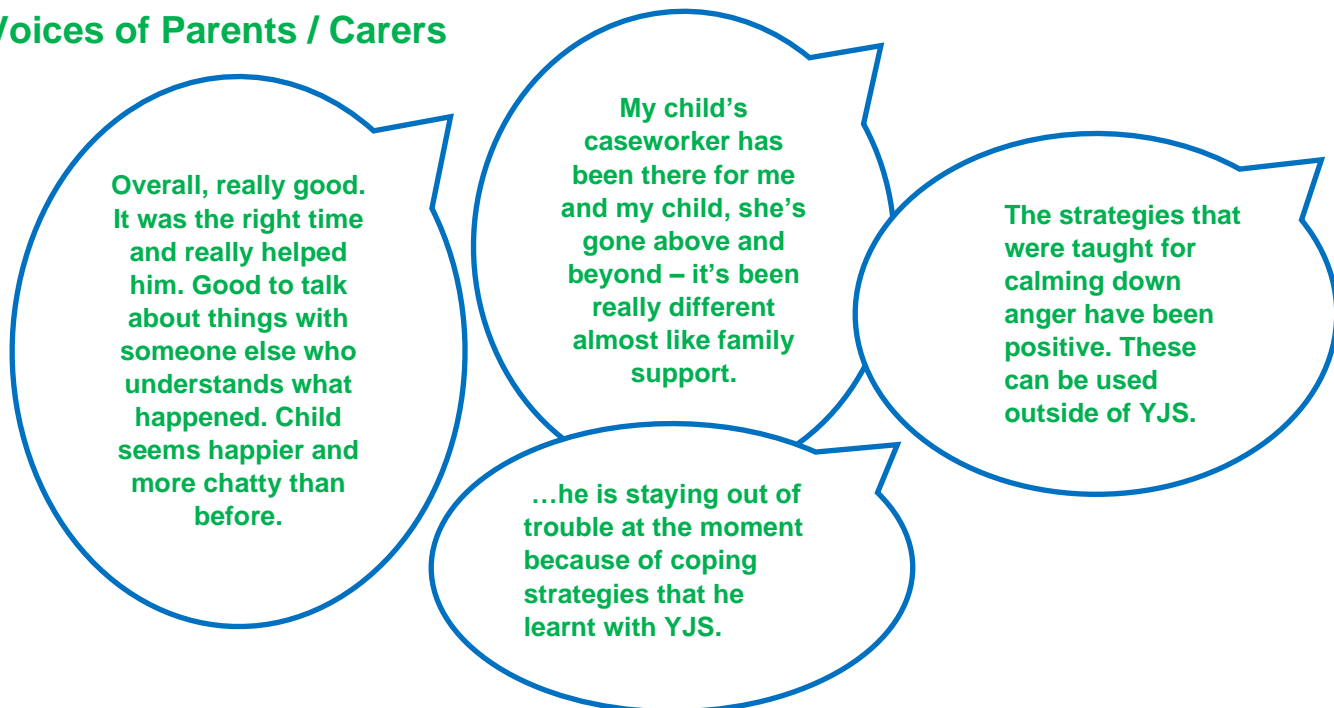 Voices of Parents / Carers
Overall, really good.
It was the right time
and really helped
him. Good to talk
about things with
someone else who
understands what
happened. Child
seems happier and
more chatty than
before.
My child’s
caseworker has
been there for me
and my child, she’s
gone above and
beyond – it’s been
really different
almost like family
support.
The strategies that
were taught for
calming down
anger have been
positive. These
can be used
outside of YJS.
…he is staying out of
trouble at the moment
because of coping
strategies that he
learnt with YJS.